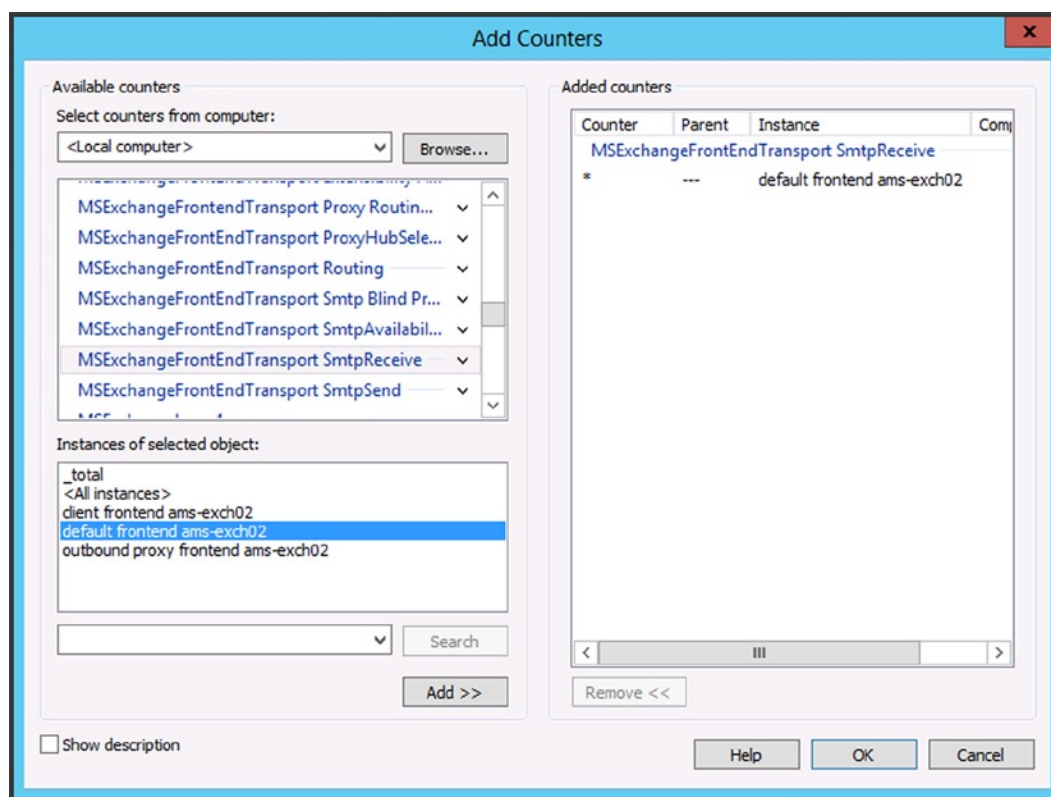 Add Counters
x
Available counters
Select counters from computer:
<Local computer>
Browse...
MSExchangeFrontendTransport Proxy Routin...
MSExchangeFrontEndTransport ProxyHubSele...
MSExchangeFrontEndTransport Routing
MSExchangeFrontEndTransport Smtp Blind Pr...
MSExchangeFrontEndTransport SmtpAvailabil...
MSExchangeFrontEndTransport SmtpReceive
MSExchangeFrontEndTransport SmtpSend
Instances of selected object:
_total
<All instances>
client frontend ams-exch02
default frontend ams-exch02
outbound proxy frontend ams-exch02
Search
Add >>
Show description
Added counters
Counter Parent Instance Comp
MSExchangeFrontEndTransport SmtpReceive
* --- default frontend ams-exch02
Remove <<
Help OK Cancel